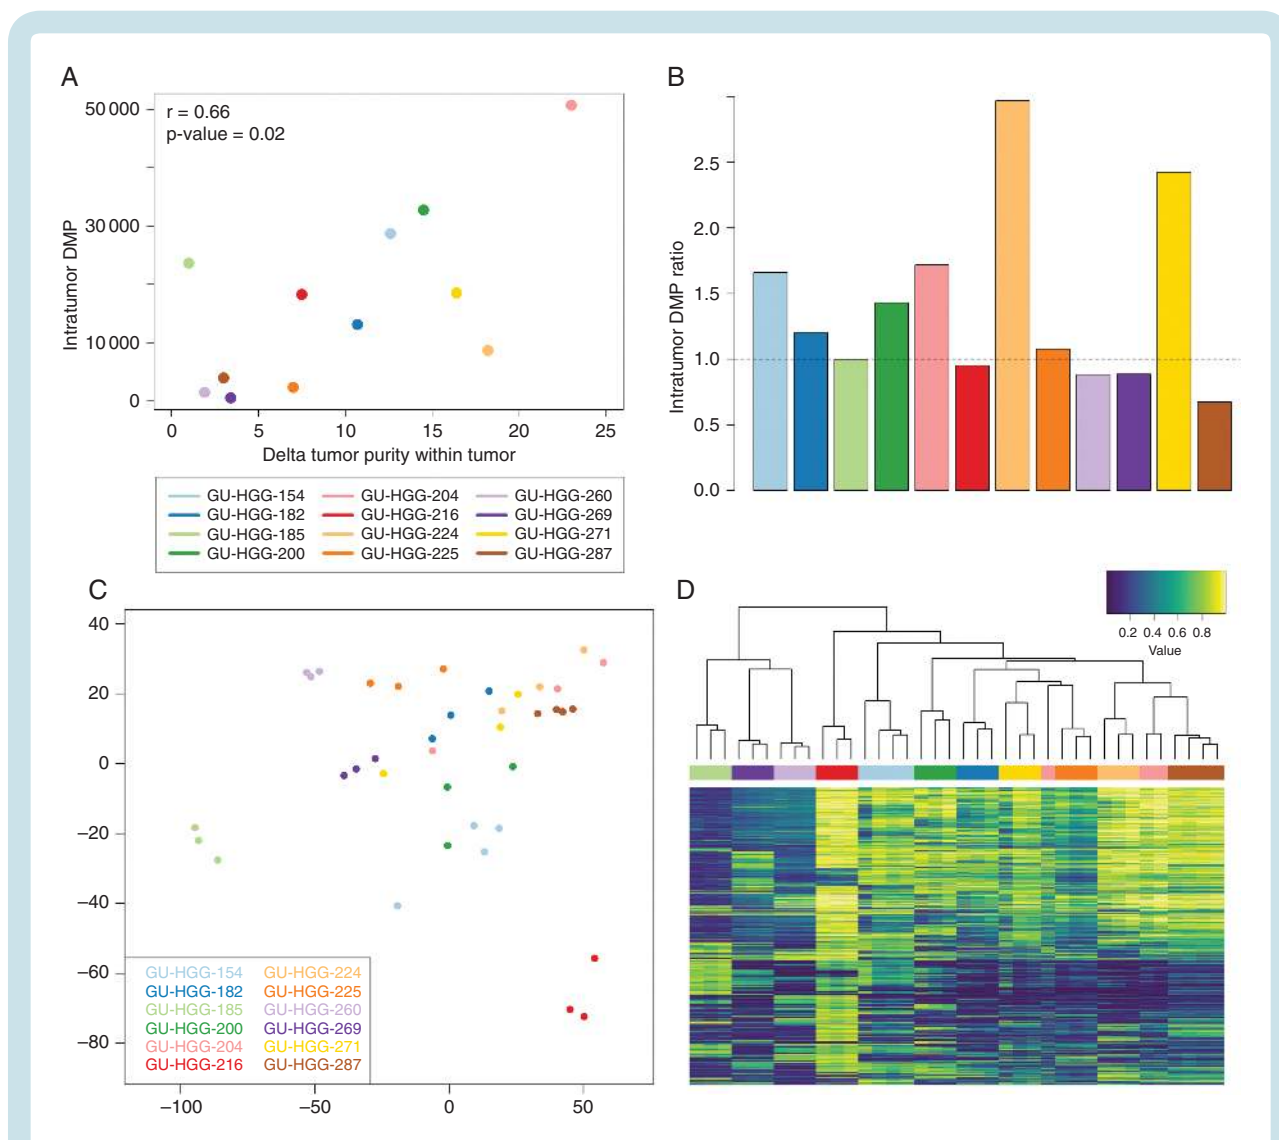 A
r = 0.66
p-value = 0.02
50 000
30 000
10 000
0
Intratumor DMP
0 5 10 15 20 25
Delta tumor purity within tumor
GU-HGG-154 GU-HGG-204 GU-HGG-260
GU-HGG-182 GU-HGG-216 GU-HGG-269
GU-HGG-185 GU-HGG-224 GU-HGG-271
GU-HGG-200 GU-HGG-225 GU-HGG-287
B
2.5
2.0
1.5
1.0
0.5
0.0
Intratumor DMP ratio
C
40
20
0
−20
−40
−60
−80
GU-HGG-154 GU-HGG-224
GU-HGG-182 GU-HGG-225
GU-HGG-185 GU-HGG-260
GU-HGG-200 GU-HGG-269
GU-HGG-204 GU-HGG-271
GU-HGG-216 GU-HGG-287
−100 −50 0 50
D
0.2 0.4 0.6 0.8
Value